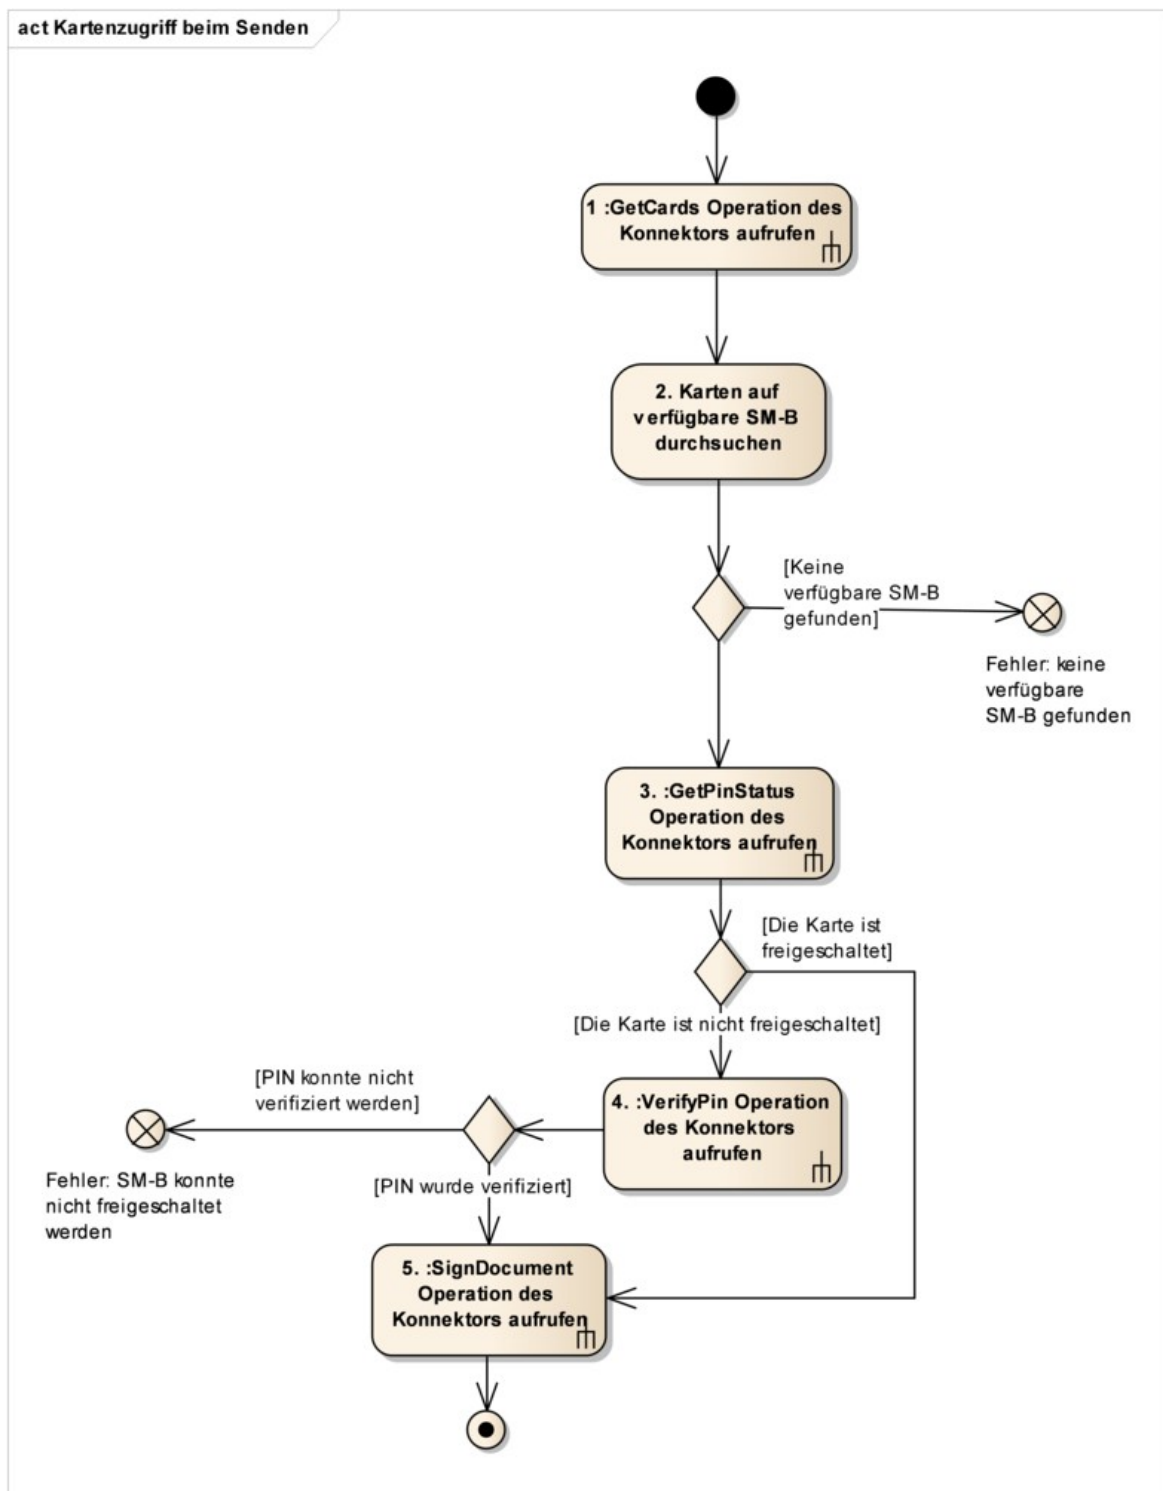 act Kartenzugriff beim Senden
1 :GetCards Operation des
Konnektors aufrufen
2. Karten auf
verfügbare SM-B
durchsuchen
[Keine
verfügbare SM-B
gefunden]
Fehler: keine
verfügbare
SM-B gefunden
3. :GetPinStatus
Operation des
Konnektors aufrufen
[Die Karte ist
freigeschaltet]
[Die Karte ist nicht freigeschaltet]
4. :VerifyPin Operation
des Konnektors
aufrufen
[PIN konnte nicht
verifiziert werden]
Fehler: SM-B konnte
nicht freigeschaltet
werden
[PIN wurde verifiziert]
5. :SignDocument
Operation des
Konnektors aufrufen